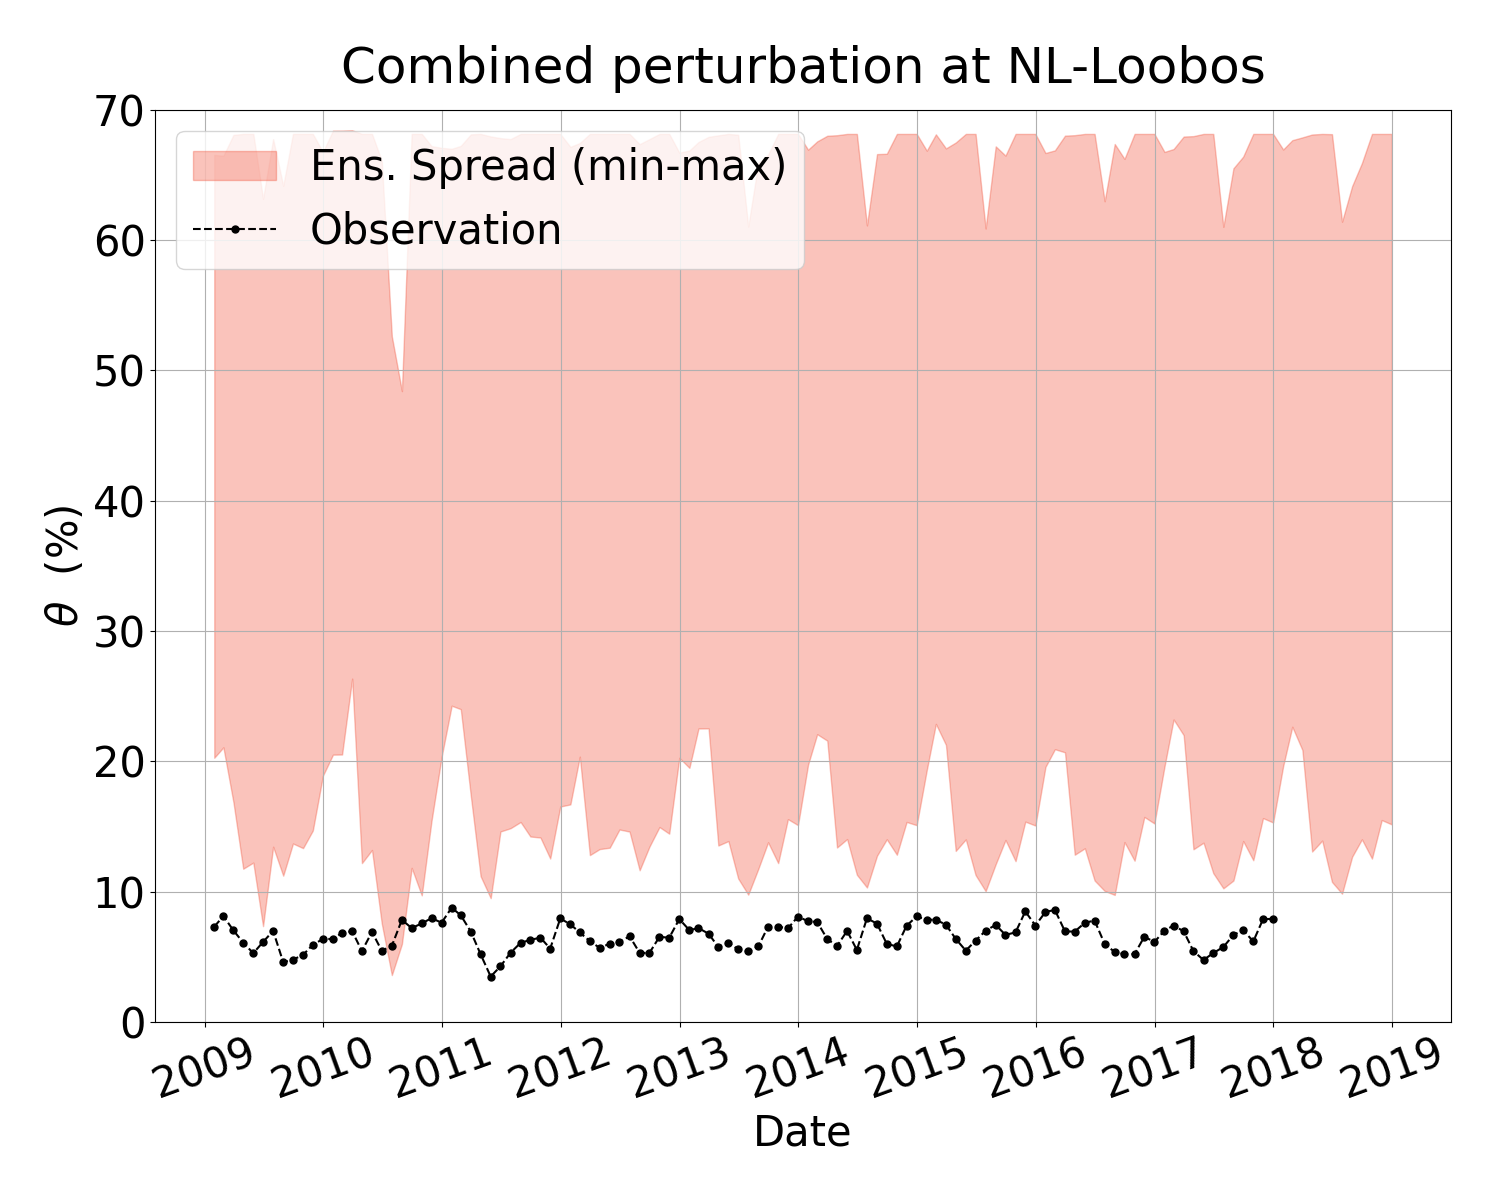 Combined perturbation at NL-Loobos
70
60
50
40
30
20
10
0
θ (%)
Ens. Spread (min-max)
Observation
2009 2010 2011 2012 2013 2014 2015 2016 2017 2018 2019
Date